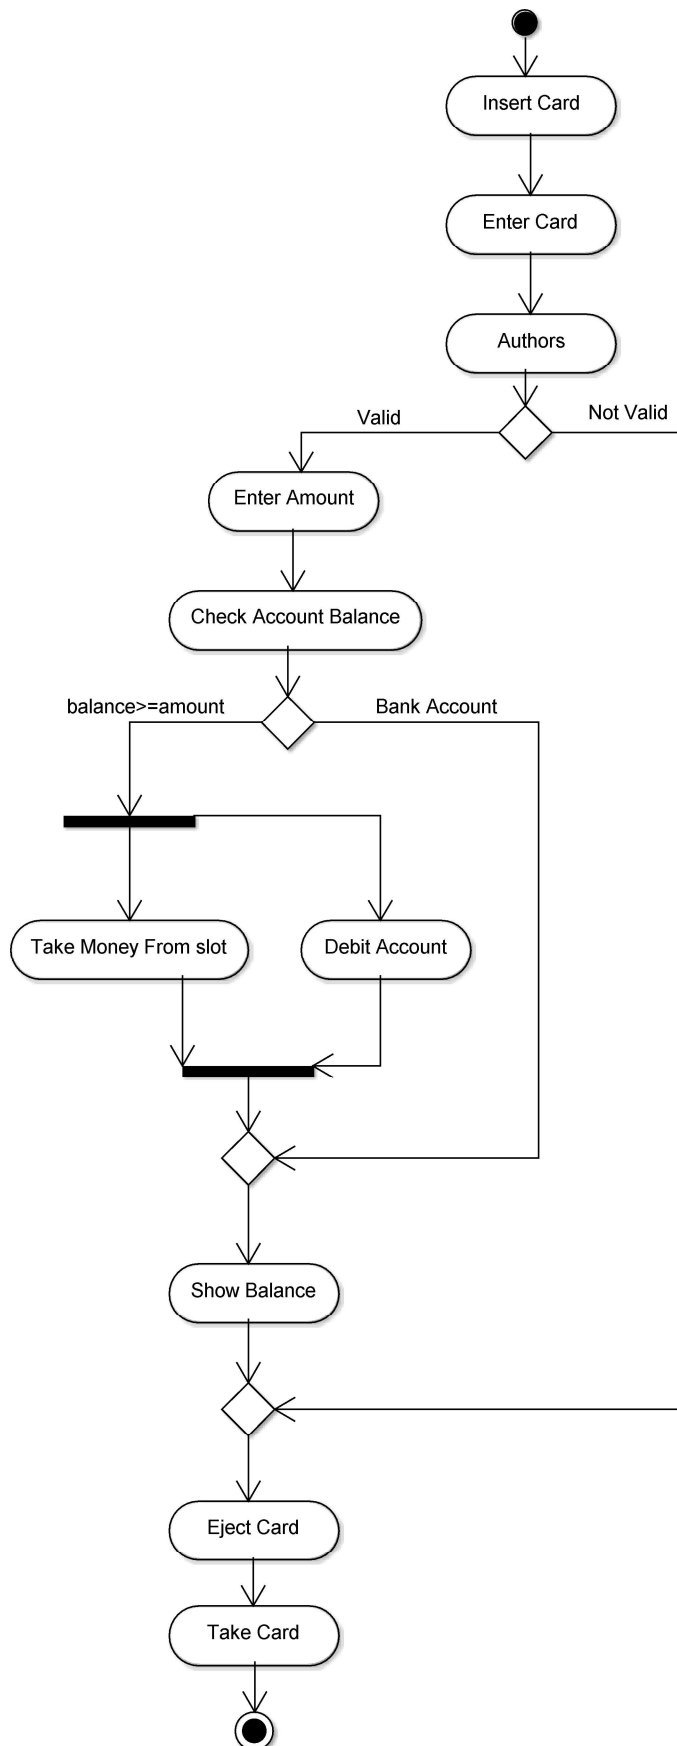 Insert Card
Enter Card
Authors
Valid
Not Valid
Enter Amount
Check Account Balance
balance>=amount
Bank Account
Take Money From slot
Debit Account
Show Balance
Eject Card
Take Card